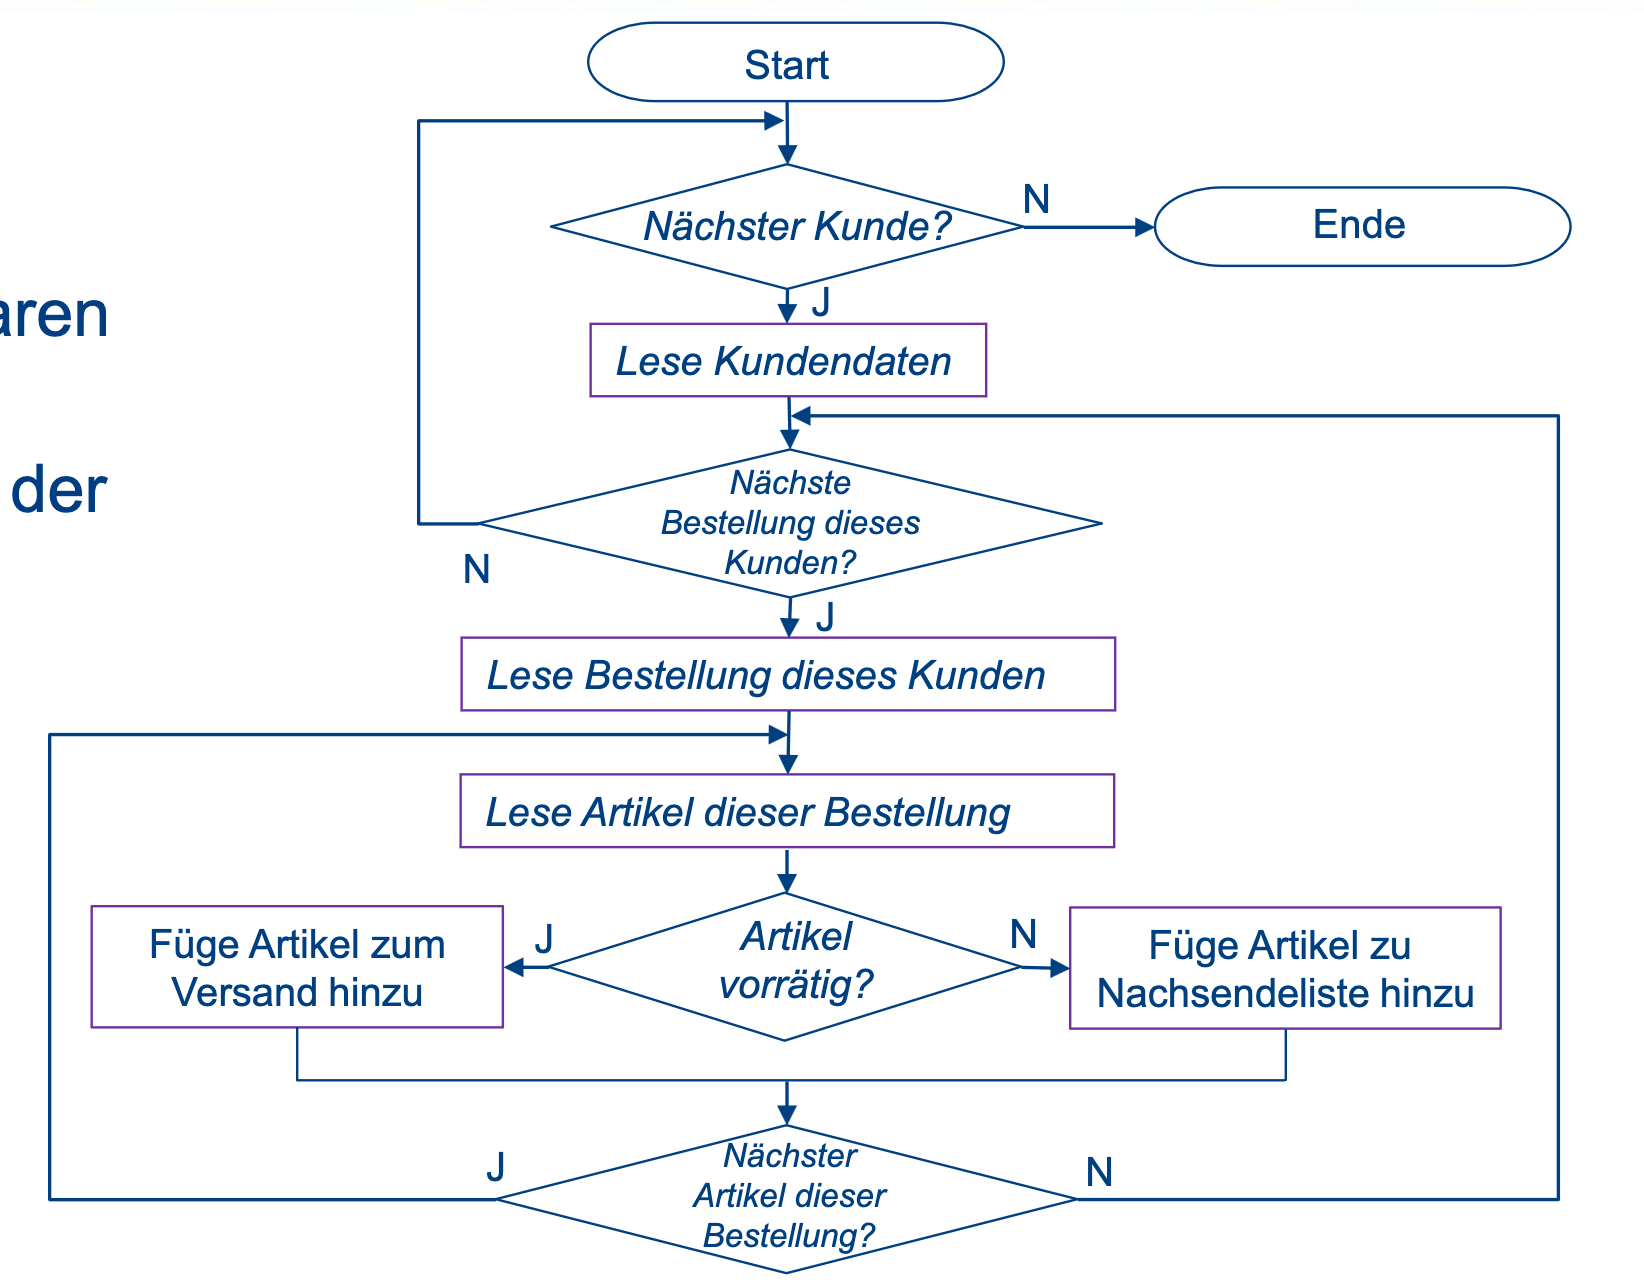 Start
Nächster Kunde?
N
Ende
J
aren
Lese Kundendaten
der
Nächste
Bestellung dieses
Kunden?
N
J
Lese Bestellung dieses Kunden
Lese Artikel dieser Bestellung
Füge Artikel zum
Versand hinzu
J
Artikel
vorrätig?
N
Füge Artikel zu
Nachsendeliste hinzu
J
Nächster
Artikel dieser
Bestellung?
N